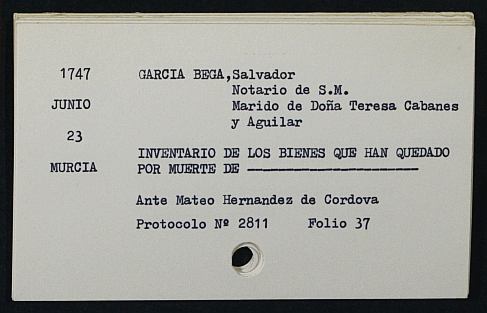 1747 GARCIA BEGA,Salvador
Notario de S.M.
JUNIO Marido de Doña Teresa Cabanes
y Aguilar
23
INVENTARIO DE LOS BIENES QUE HAN QUEDADO
MURCIA POR MUERTE DE ----------------------
Ante Mateo Hernandez de Cordova
Protocolo Nº 2811 Folio 37